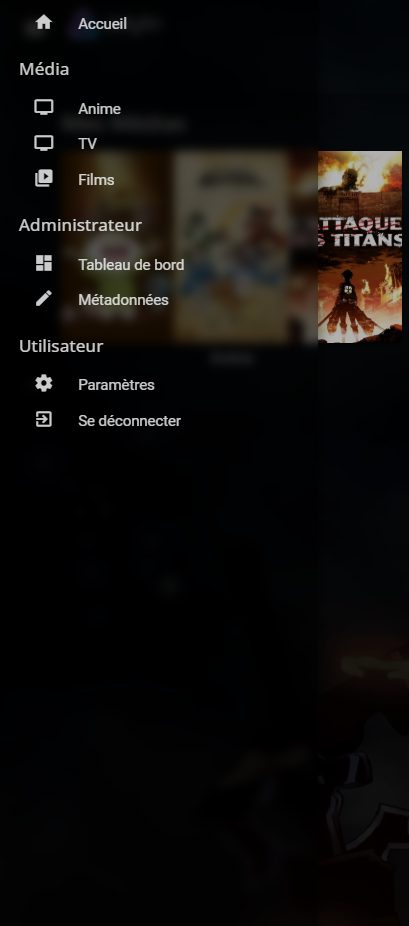 Accueil
Média
Anime
TV
Films
Administrateur
Tableau de bord
Métadonnées
Utilisateur
Paramètres
Se déconnecter
TTAQUE
S TITANS